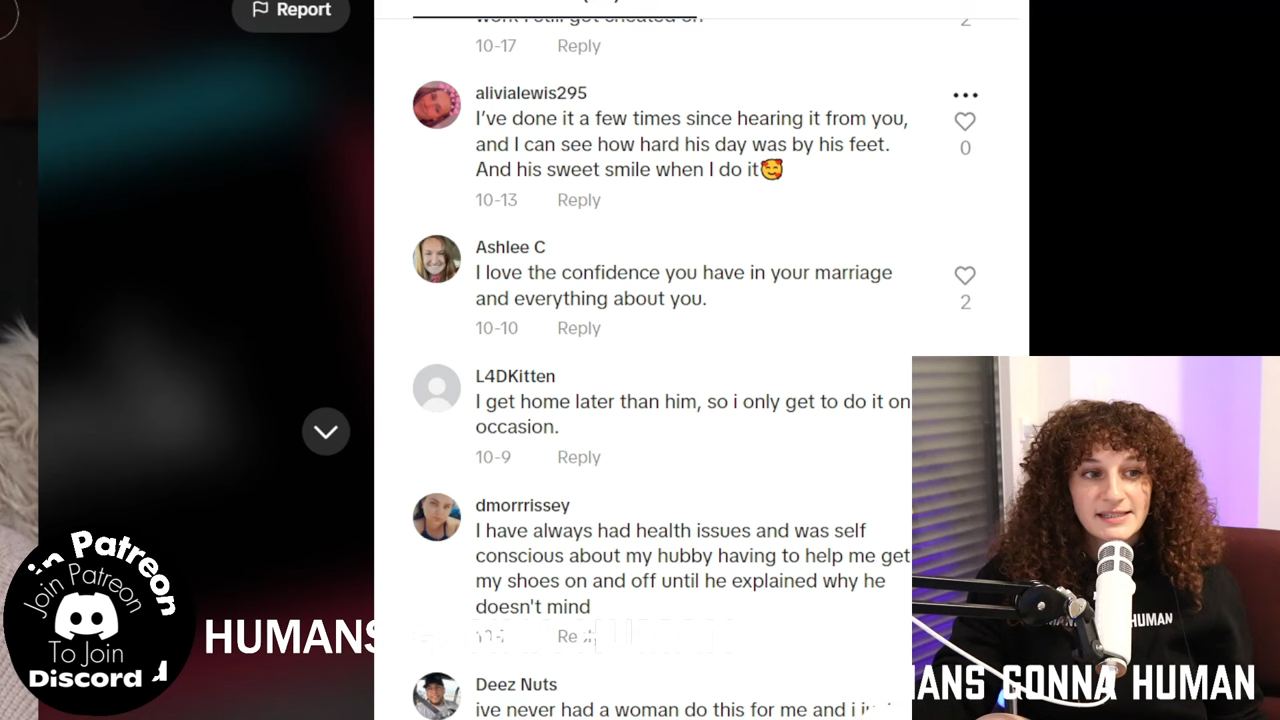 Report
work I still got cheated on.
2
10-17 Reply
alivialewis295
I've done it a few times since hearing it from you,
and I can see how hard his day was by his feet.
And his sweet smile when I do it🥰
0
10-13 Reply
Ashlee C
I love the confidence you have in your marriage
and everything about you.
2
10-10 Reply
L4DKitten
I get home later than him, so i only get to do it on
occasion.
10-9 Reply
dmorrrissey
I have always had health issues and was self
conscious about my hubby having to help me get
my shoes on and off until he explained why he
doesn't mind
Deez Nuts
ive never had a woman do this for me and i
Join Patreon
To Join
Discord
HUMANS
HUMAN
GONNA HUMAN